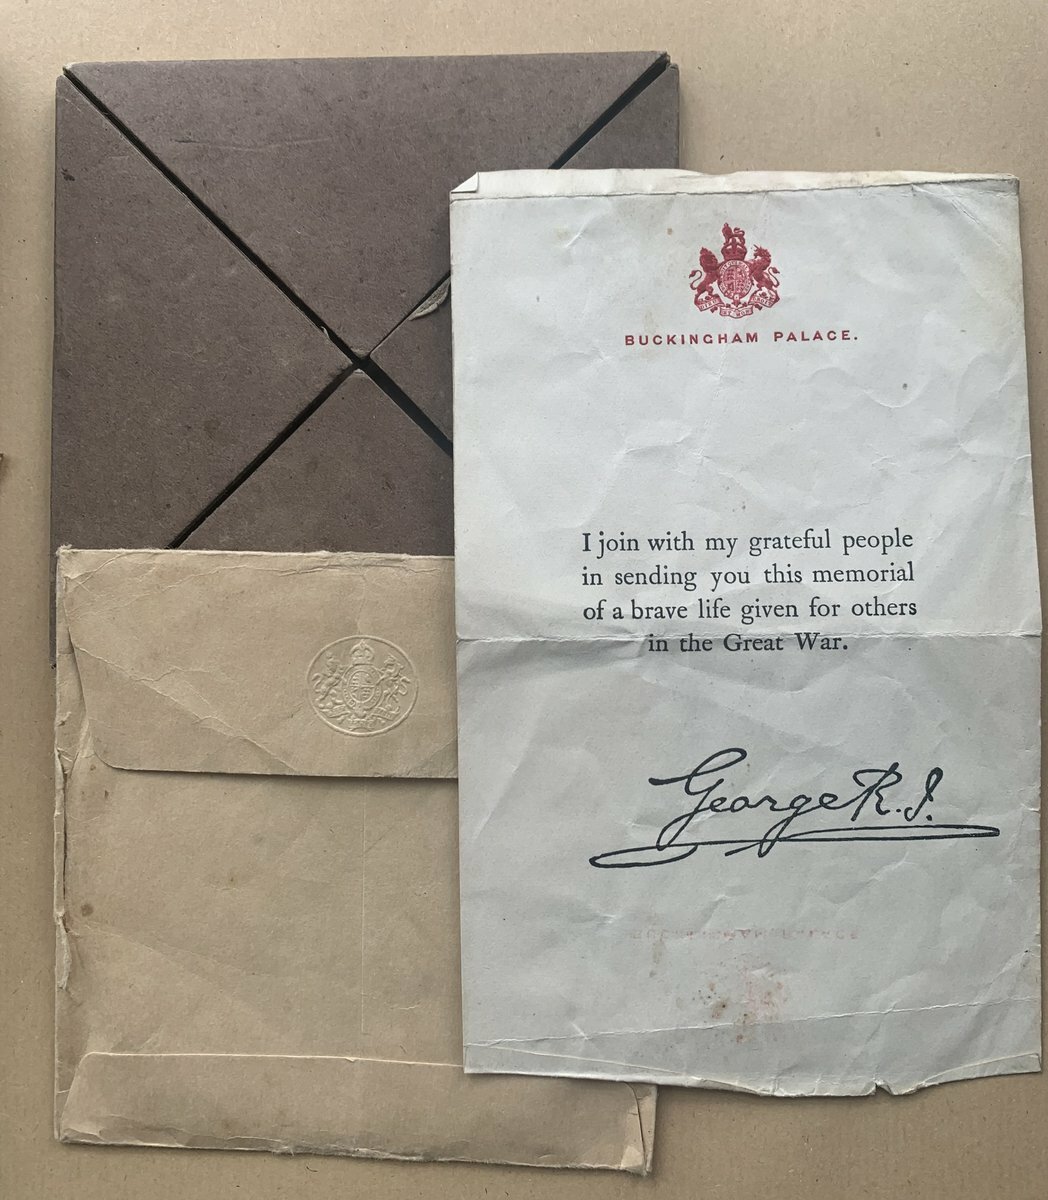 BUCKINGHAM PALACE.
I join with my grateful people
in sending you this memorial
of a brave life given for others
in the Great War.
George R.I.